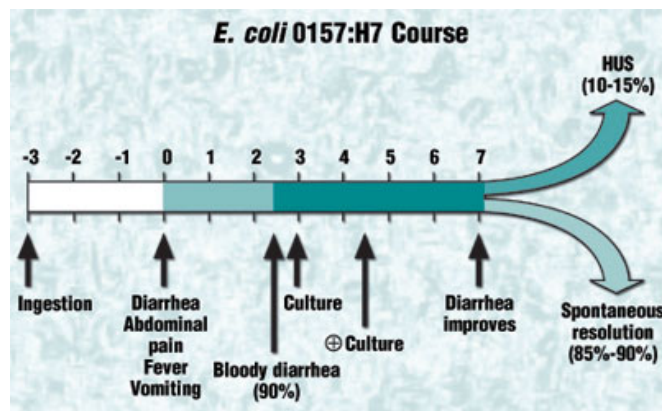 E. coli 0157:H7 Course
HUS
(10-15%)
-3 -2 -1 0 1 2 3 4 5 6 7
Ingestion
Diarrhea
Abdominal
pain
Fever
Vomiting
Bloody diarrhea
(90%)
Culture
⊕ Culture
Diarrhea
improves
Spontaneous
resolution
(85%-90%)